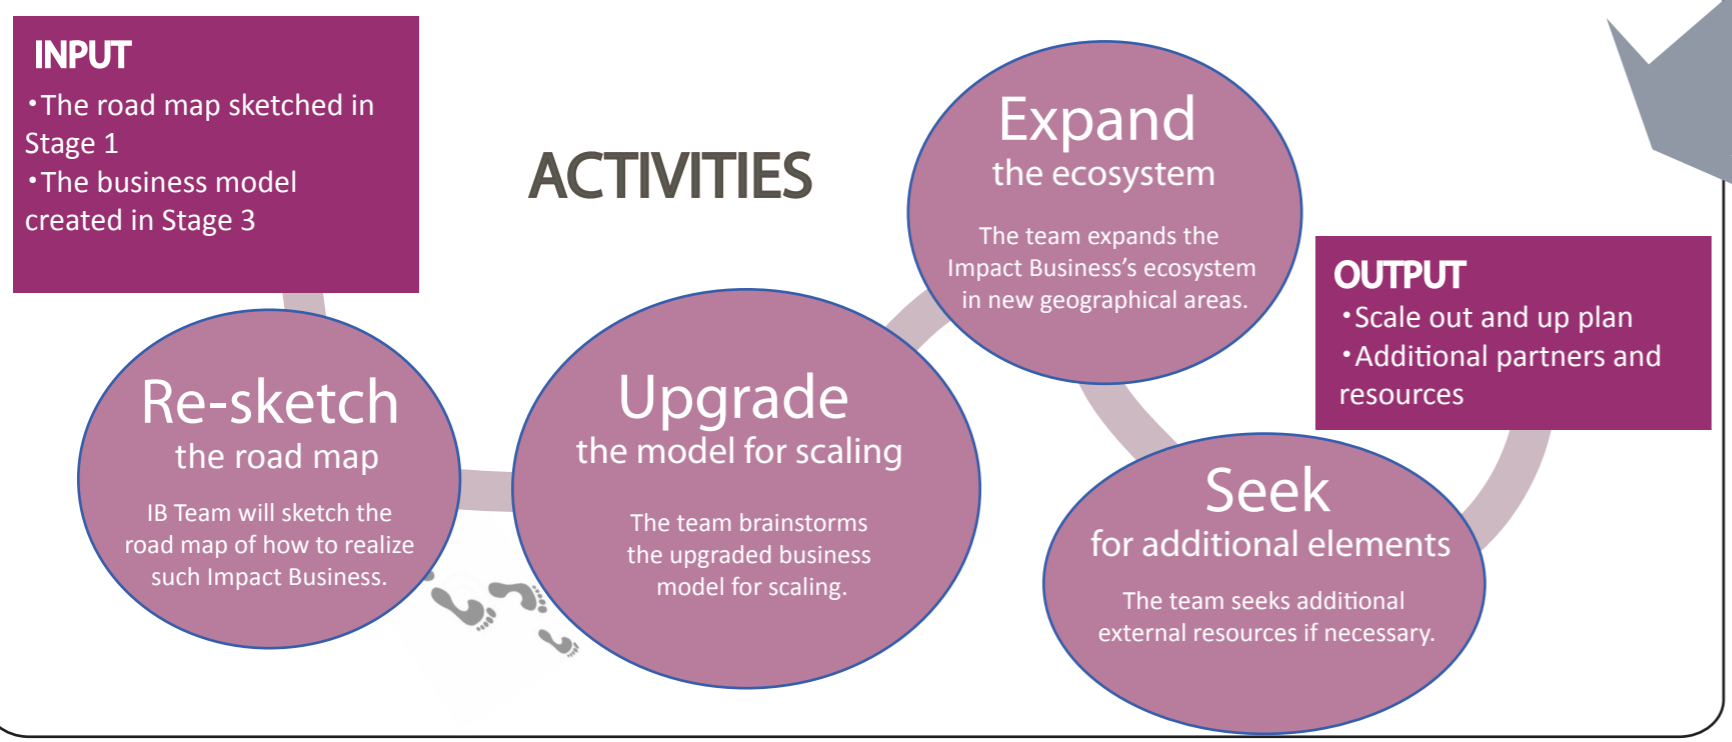 INPUT
•The road map sketched in
Stage 1
•The business model
created in Stage 3
ACTIVITIES
Re-sketch
the road map
IB Team will sketch the
road map of how to realize
such Impact Business.
Upgrade
the model for scaling
The team brainstorms
the upgraded business
model for scaling.
Expand
the ecosystem
The team expands the
Impact Business’s ecosystem
in new geographical areas.
Seek
for additional elements
The team seeks additional
external resources if necessary.
OUTPUT
•Scale out and up plan
•Additional partners and
resources